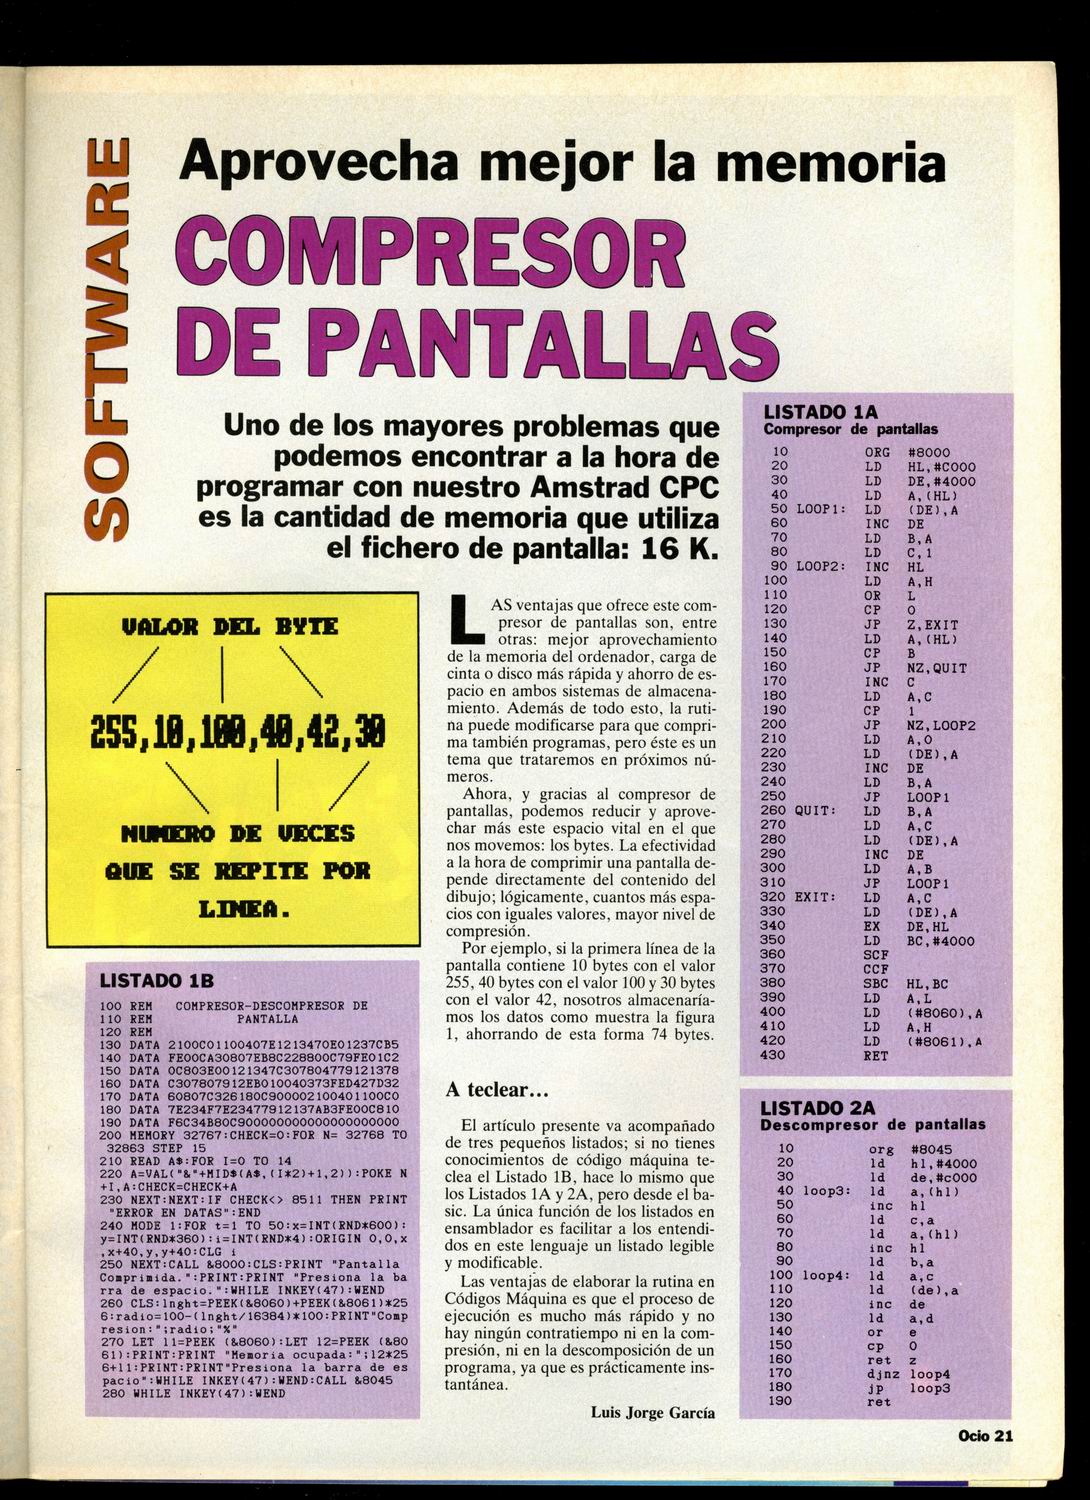 SOFTWARE
Aprovecha mejor la memoria
COMPRESOR
DE PANTALLAS
Uno de los mayores problemas que
podemos encontrar a la hora de
programar con nuestro Amstrad CPC
es la cantidad de memoria que utiliza
el fichero de pantalla: 16 K.
VALOR DEL BYTE
255,10,100,40,42,30
NUMERO DE VECES
QUE SE REPITE POR
LINEA.
LISTADO 1B
100 REM COMPRESOR-DESCOMPRESOR DE
110 REM PANTALLA
120 REM
130 DATA 2100C01100407E1213470E01237CB5
140 DATA FE00CA30807EB8C228800C79FE01C2
150 DATA 0C803E00121347C307804779121378
160 DATA C307807912EB010040373FED427D32
170 DATA 60807C326180C900002100401100C0
180 DATA 7E234F7E23477912137AB3FE00C810
190 DATA F6C34B80C900000000000000000000
200 MEMORY 32767:CHECK=0:FOR N= 32768 TO
32863 STEP 15
210 READ A$:FOR I=0 TO 14
220 A=VAL("&"+MID$(A$,(I*2)+1,2)):POKE N
+I,A:CHECK=CHECK+A
230 NEXT:NEXT:IF CHECK<> 8511 THEN PRINT
"ERROR EN DATAS":END
240 MODE 1:FOR t=1 TO 50:x=INT(RND*600):
y=INT(RND*360):i=INT(RND*4):ORIGIN 0,0,x
,x+40,y,y+40:CLG i
250 NEXT:CALL &8000:CLS:PRINT "Pantalla
Comprimida.":PRINT:PRINT "Presiona la ba
rra de espacio.":WHILE INKEY(47):WEND
260 CLS:lnght=PEEK(&8060)+PEEK(&8061)*25
6:radio=100-(lnght/16384)*100:PRINT"Comp
resion:";radio;"%"
270 LET l1=PEEK (&8060):LET l2=PEEK (&80
61):PRINT:PRINT "Memoria ocupada:";l2*25
6+l1:PRINT:PRINT"Presiona la barra de es
pacio":WHILE INKEY(47):WEND:CALL &8045
280 WHILE INKEY(47):WEND
LAS ventajas que ofrece este com-
presor de pantallas son, entre
otras: mejor aprovechamiento
de la memoria del ordenador, carga de
cinta o disco más rápida y ahorro de es-
pacio en ambos sistemas de almacena-
miento. Además de todo esto, la ruti-
na puede modificarse para que compri-
ma también programas, pero éste es un
tema que trataremos en próximos nú-
meros.
Ahora, y gracias al compresor de
pantallas, podemos reducir y aprove-
char más este espacio vital en el que
nos movemos: los bytes. La efectividad
a la hora de comprimir una pantalla de-
pende directamente del contenido del
dibujo; lógicamente, cuantos más espa-
cios con iguales valores, mayor nivel de
compresión.
Por ejemplo, si la primera línea de la
pantalla contiene 10 bytes con el valor
255, 40 bytes con el valor 100 y 30 bytes
con el valor 42, nosotros almacenaría-
mos los datos como muestra la figura
1, ahorrando de esta forma 74 bytes.
A teclear...
El artículo presente va acompañado
de tres pequeños listados; si no tienes
conocimientos de código máquina te-
clea el Listado 1B, hace lo mismo que
los Listados 1A y 2A, pero desde el ba-
sic. La única función de los listados en
ensamblador es facilitar a los entendi-
dos en este lenguaje un listado legible
y modificable.
Las ventajas de elaborar la rutina en
Códigos Máquina es que el proceso de
ejecución es mucho más rápido y no
hay ningún contratiempo ni en la com-
presión, ni en la descomposición de un
programa, ya que es prácticamente ins-
tantánea.
Luis Jorge García
LISTADO 1A
Compresor de pantallas
10 ORG #8000
20 LD HL,#C000
30 LD DE,#4000
40 LD A,(HL)
50 LOOP1: LD (DE),A
60 INC DE
70 LD B,A
80 LD C,1
90 LOOP2: INC HL
100 LD A,H
110 OR L
120 CP 0
130 JP Z,EXIT
140 LD A,(HL)
150 CP B
160 JP NZ,QUIT
170 INC C
180 LD A,C
190 CP 1
200 JP NZ,LOOP2
210 LD A,0
220 LD (DE),A
230 INC DE
240 LD B,A
250 JP LOOP1
260 QUIT: LD B,A
270 LD A,C
280 LD (DE),A
290 INC DE
300 LD A,B
310 JP LOOP1
320 EXIT: LD A,C
330 LD (DE),A
340 EX DE,HL
350 LD BC,#4000
360 SCF
370 CCF
380 SBC HL,BC
390 LD A,L
400 LD (#8060),A
410 LD A,H
420 LD (#8061),A
430 RET
LISTADO 2A
Descompresor de pantallas
10 org #8045
20 ld hl,#4000
30 ld de,#c000
40 loop3: ld a,(hl)
50 inc hl
60 ld c,a
70 ld a,(hl)
80 inc hl
90 ld b,a
100 loop4: ld a,c
110 ld (de),a
120 inc de
130 ld a,d
140 or e
150 cp 0
160 ret z
170 djnz loop4
180 jp loop3
190 ret
Ocio 21